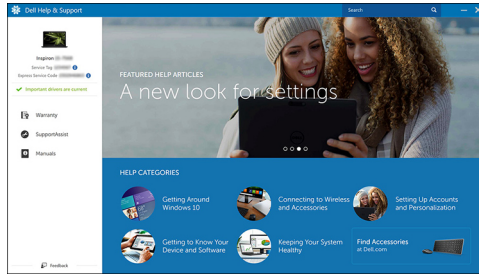 Dell Help & Support
Search
Inspiron
Service Tag
Express Service Code
Important drivers are current
Warranty
SupportAssist
Manuals
Feedback
FEATURED HELP ARTICLES
A new look for settings
HELP CATEGORIES
Getting Around
Windows 10
Connecting to Wireless
and Accessories
Setting Up Accounts
and Personalization
Getting to Know Your
Device and Software
Keeping Your System
Healthy
Find Accessories
at Dell.com